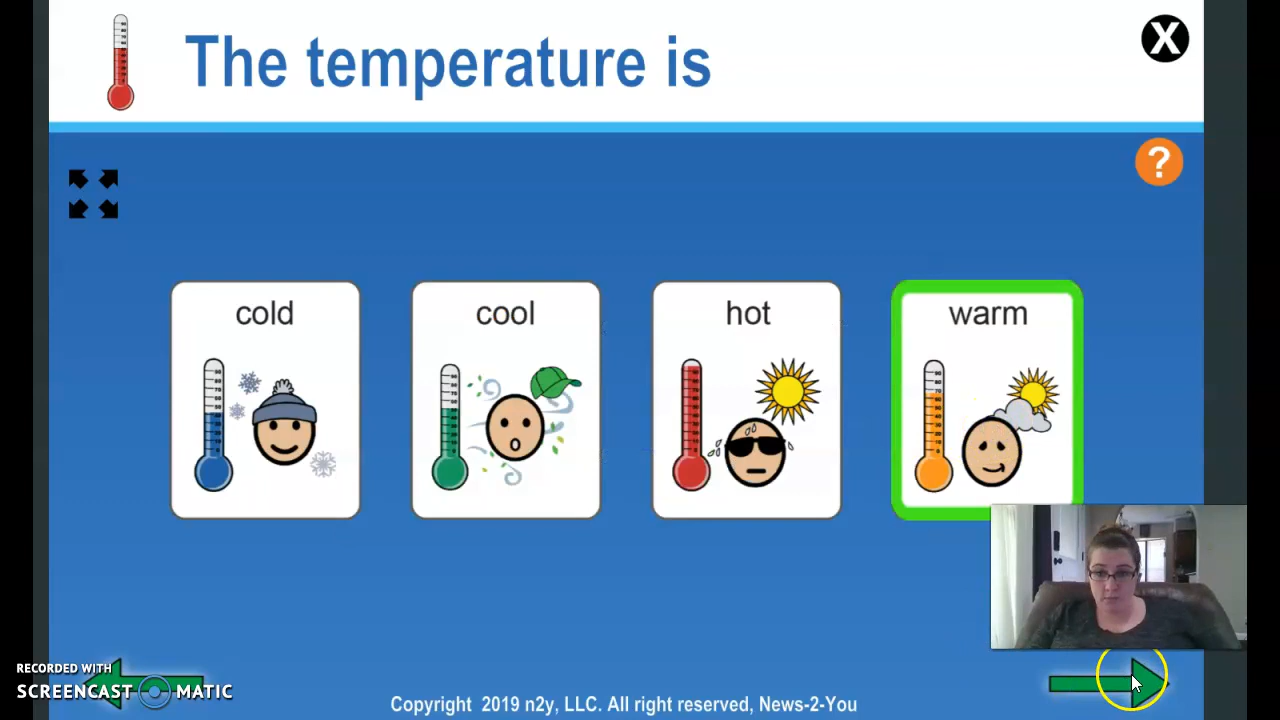 The temperature is
X
?
cold
cool
hot
warm
RECORDED WITH
SCREENCAST MATIC
Copyright 2019 n2y, LLC. All right reserved, News-2-You